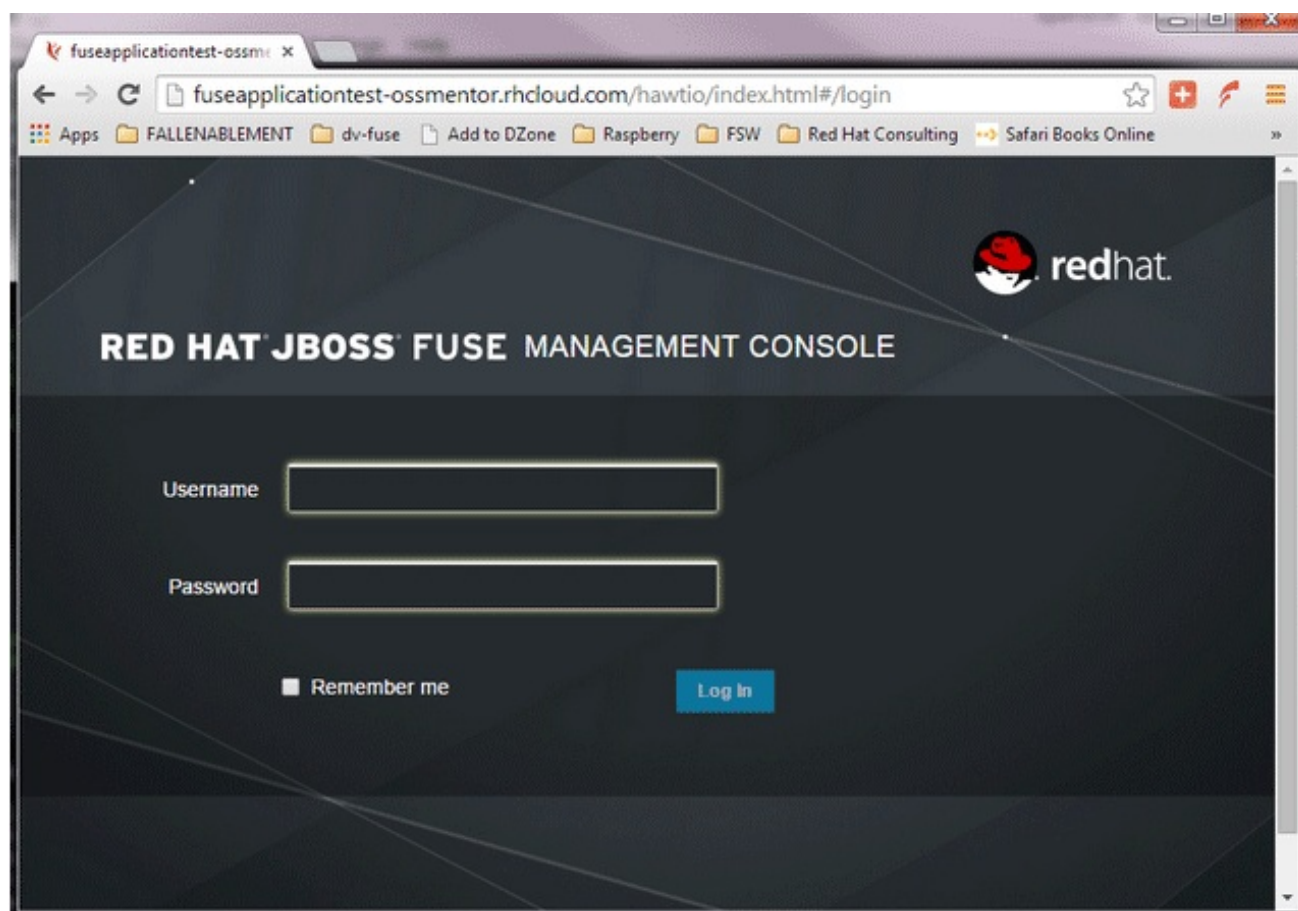 fuseapplicationtest-ossme
fuseapplicationtest-ossmentor.rhcloud.com/hawtio/index.html#/login
Apps FALLENABLEMENT dv-fuse Add to DZone Raspberry FSW Red Hat Consulting Safari Books Online »
redhat.
RED HAT® JBOSS® FUSE MANAGEMENT CONSOLE
Username
Password
Remember me Log In